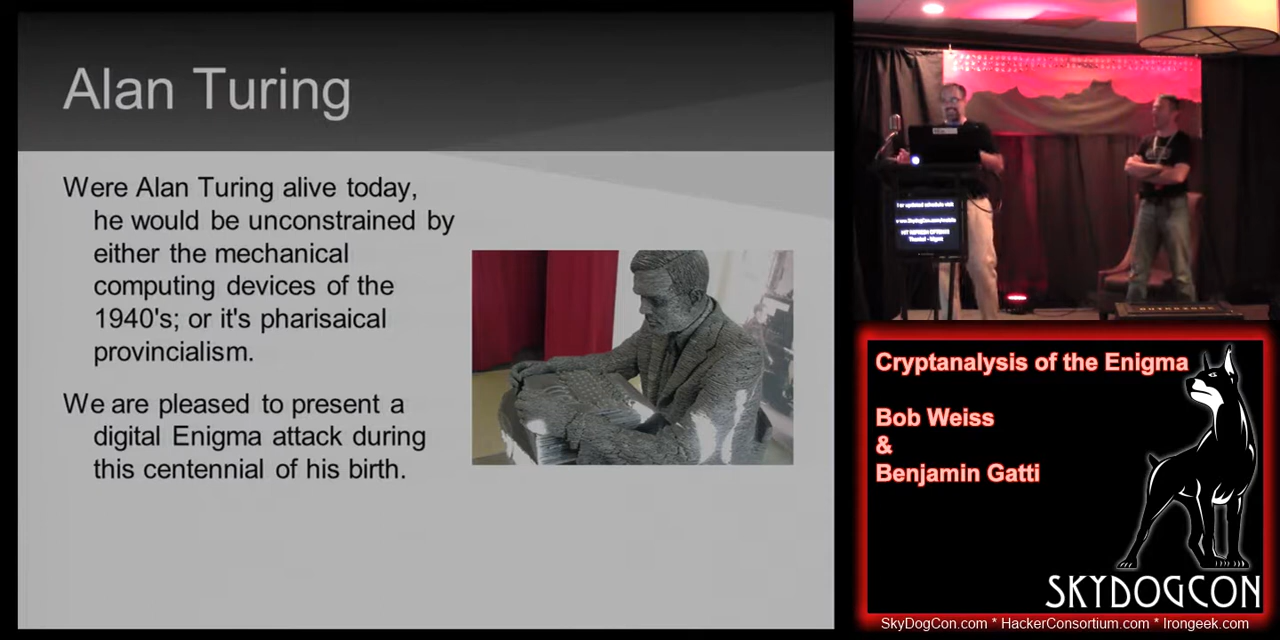 Alan Turing
Were Alan Turing alive today,
he would be unconstrained by
either the mechanical
computing devices of the
1940's; or it's pharisaical
provincialism.
We are pleased to present a
digital Enigma attack during
this centennial of his birth.
Cryptanalysis of the Enigma
Bob Weiss
&
Benjamin Gatti
SKYDOGCON
SkyDogCon.com * HackerConsortium.com * Irongeek.com